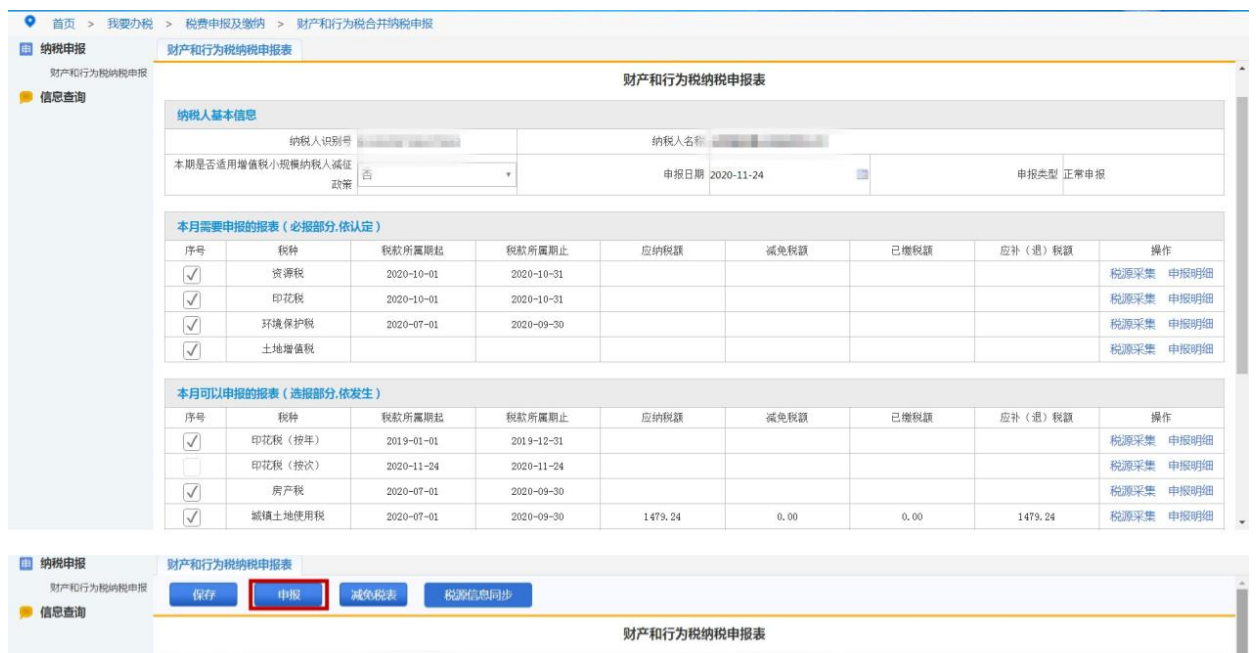 首页 > 我要办税 > 税费申报及缴纳 > 财产和行为税合并纳税申报
纳税申报
财产和行为税纳税申报
信息查询
财产和行为税纳税申报表
财产和行为税纳税申报表
纳税人基本信息
纳税人识别号 纳税人名称
本期是否适用增值税小规模纳税人减征政策 否 申报日期 2020-11-24 申报类型 正常申报
本月需要申报的报表（必报部分,依认定）
序号 税种 税款所属期起 税款所属期止 应纳税额 减免税额 已缴税额 应补（退）税额 操作
资源税 2020-10-01 2020-10-31 税源采集 申报明细
印花税 2020-10-01 2020-10-31 税源采集 申报明细
环境保护税 2020-07-01 2020-09-30 税源采集 申报明细
土地增值税 税源采集 申报明细
本月可以申报的报表（选报部分,依发生）
序号 税种 税款所属期起 税款所属期止 应纳税额 减免税额 已缴税额 应补（退）税额 操作
印花税（按年） 2019-01-01 2019-12-31 税源采集 申报明细
印花税（按次） 2020-11-24 2020-11-24 税源采集 申报明细
房产税 2020-07-01 2020-09-30 税源采集 申报明细
城镇土地使用税 2020-07-01 2020-09-30 1479.24 0.00 0.00 1479.24 税源采集 申报明细
纳税申报
财产和行为税纳税申报
信息查询
财产和行为税纳税申报表
保存 申报 减免税表 税源信息同步
财产和行为税纳税申报表